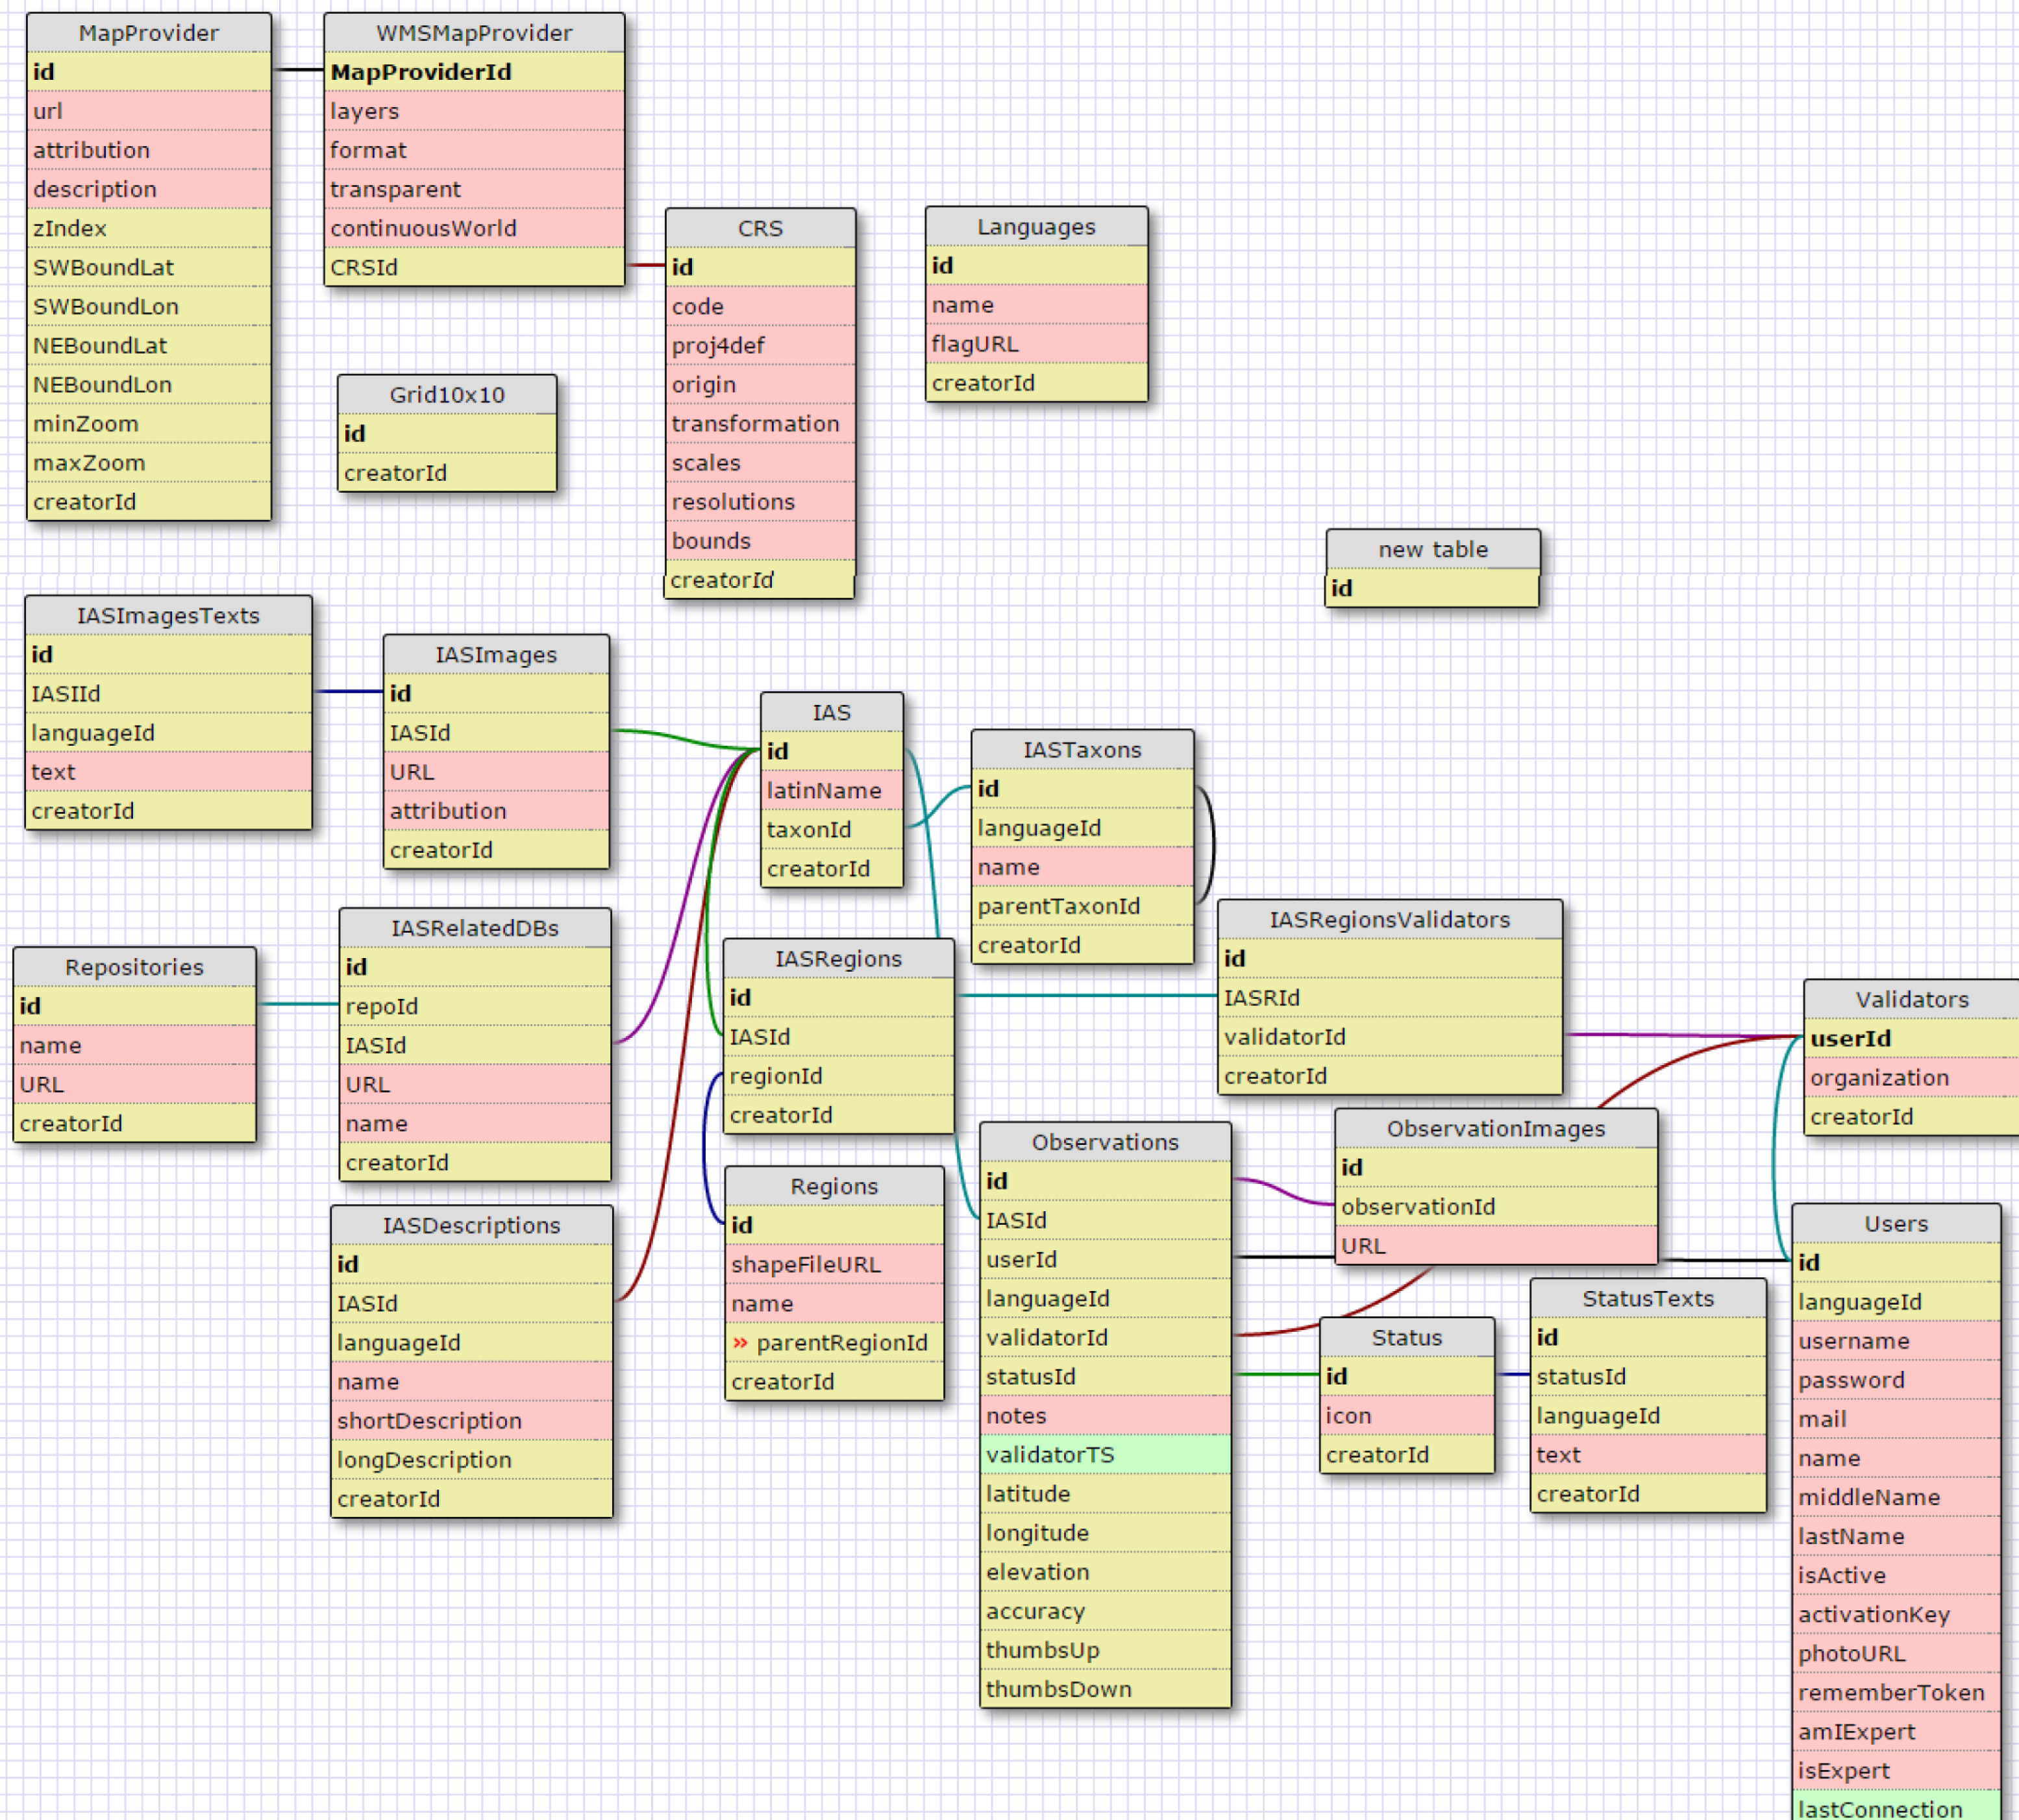 MapProvider
id
url
attribution
description
zIndex
SWBoundLat
SWBoundLon
NEBoundLat
NEBoundLon
minZoom
maxZoom
creatorId
WMSMapProvider
MapProviderId
layers
format
transparent
continuousWorld
CRSId
Grid10x10
id
creatorId
CRS
id
code
proj4def
origin
transformation
scales
resolutions
bounds
creatorId
Languages
id
name
flagURL
creatorId
new table
id
IASImagesTexts
id
IASIId
languageId
text
creatorId
IASImages
id
IASId
URL
attribution
creatorId
IAS
id
latinName
taxonId
creatorId
IASTaxons
id
languageId
name
parentTaxonId
creatorId
Repositories
id
name
URL
creatorId
IASRelatedDBs
id
repoId
IASId
URL
name
creatorId
IASRegions
id
IASId
regionId
creatorId
IASRegionsValidators
id
IASRId
validatorId
creatorId
Validators
userId
organization
creatorId
IASDescriptions
id
IASId
languageId
name
shortDescription
longDescription
creatorId
Regions
id
shapeFileURL
name
» parentRegionId
creatorId
Observations
id
IASId
userId
languageId
validatorId
statusId
notes
validatorTS
latitude
longitude
elevation
accuracy
thumbsUp
thumbsDown
ObservationImages
id
observationId
URL
Status
id
icon
creatorId
StatusTexts
id
statusId
languageId
text
creatorId
Users
id
languageId
username
password
mail
name
middleName
lastName
isActive
activationKey
photoURL
rememberToken
amIExpert
isExpert
lastConnection